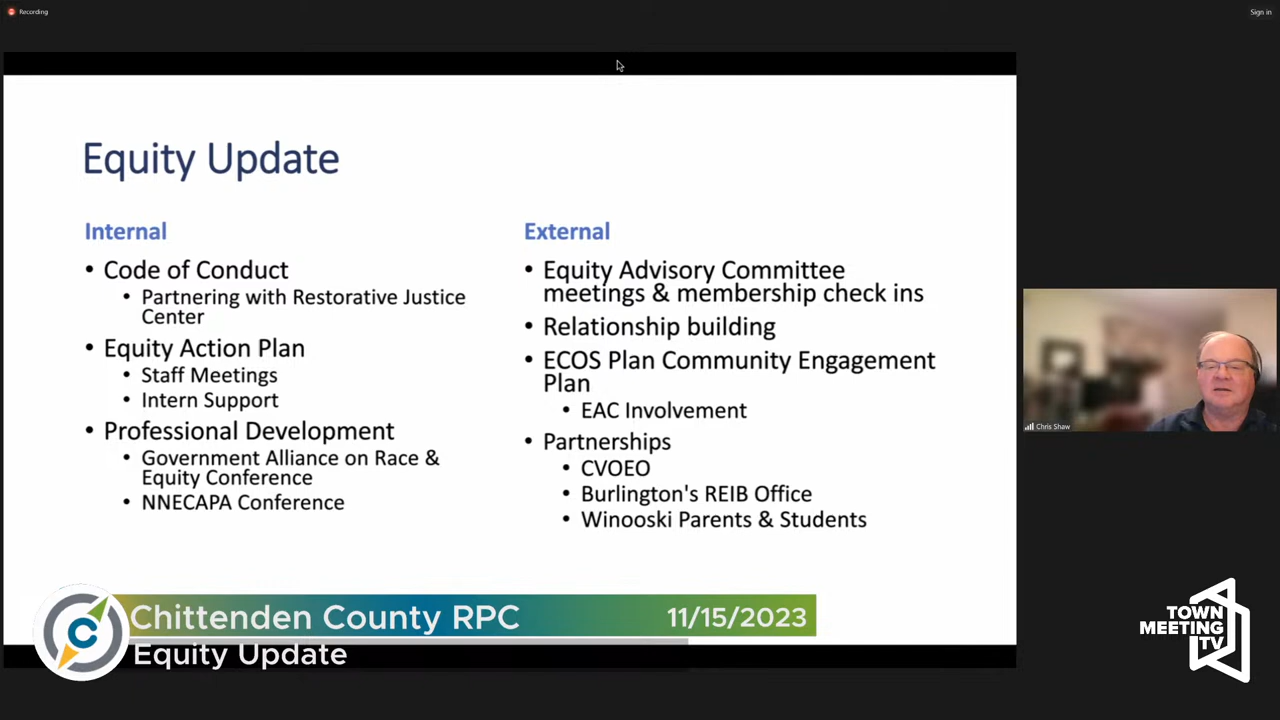 Recording
Sign in
Equity Update
Internal
• Code of Conduct
• Partnering with Restorative Justice
Center
• Equity Action Plan
• Staff Meetings
• Intern Support
• Professional Development
• Government Alliance on Race &
Equity Conference
• NNECAPA Conference
External
• Equity Advisory Committee
meetings & membership check ins
• Relationship building
• ECOS Plan Community Engagement
Plan
• EAC Involvement
• Partnerships
• CVOEO
• Burlington's REIB Office
• Winooski Parents & Students
Chris Shaw
C
Chittenden County RPC
11/15/2023
Equity Update
TOWN
MEETING
TV